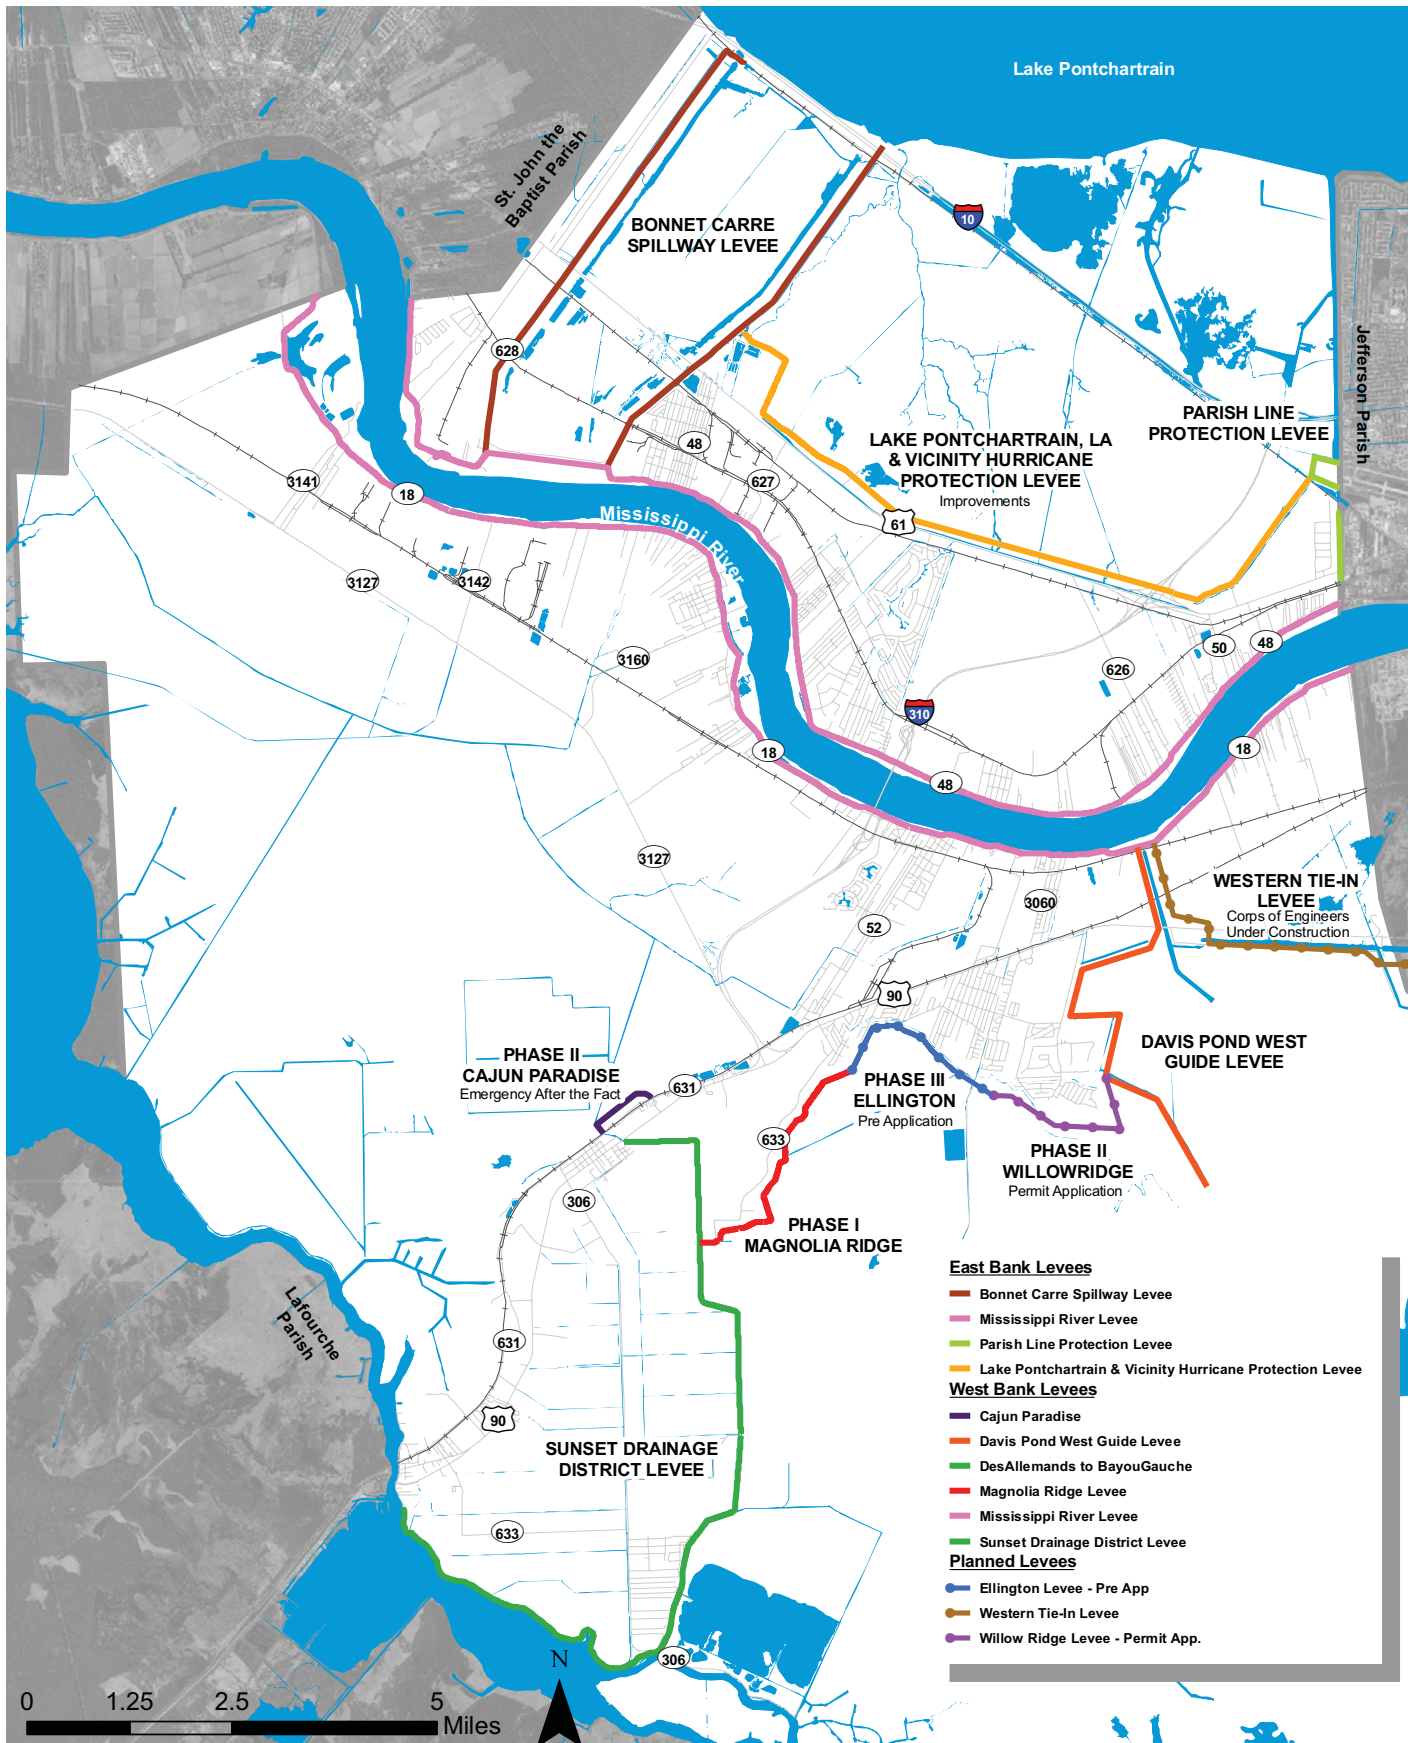 Lake Pontchartrain
St. John the
Baptist Parish
10
BONNET CARRE
SPILLWAY LEVEE
Jefferson Parish
628
PARISH LINE
PROTECTION LEVEE
48
LAKE PONTCHARTRAIN, LA
& VICINITY HURRICANE
PROTECTION LEVEE
Improvements
3141
18
627
61
Mississippi River
3127
3142
3160
50
48
626
310
18
18
48
3127
WESTERN TIE-IN
LEVEE
Corps of Engineers
Under Construction
3060
52
90
PHASE II
CAJUN PARADISE
Emergency After the Fact
631
DAVIS POND WEST
GUIDE LEVEE
PHASE III
ELLINGTON
Pre Application
633
PHASE II
WILLOWRIDGE
Permit Application
306
PHASE I
MAGNOLIA RIDGE
Lafourche
Parish
631
90
SUNSET DRAINAGE
DISTRICT LEVEE
633
306
East Bank Levees
Bonnet Carre Spillway Levee
Mississippi River Levee
Parish Line Protection Levee
Lake Pontchartrain & Vicinity Hurricane Protection Levee
West Bank Levees
Cajun Paradise
Davis Pond West Guide Levee
DesAllemands to BayouGauche
Magnolia Ridge Levee
Mississippi River Levee
Sunset Drainage District Levee
Planned Levees
Ellington Levee - Pre App
Western Tie-In Levee
Willow Ridge Levee - Permit App.
N
0 1.25 2.5 5
Miles